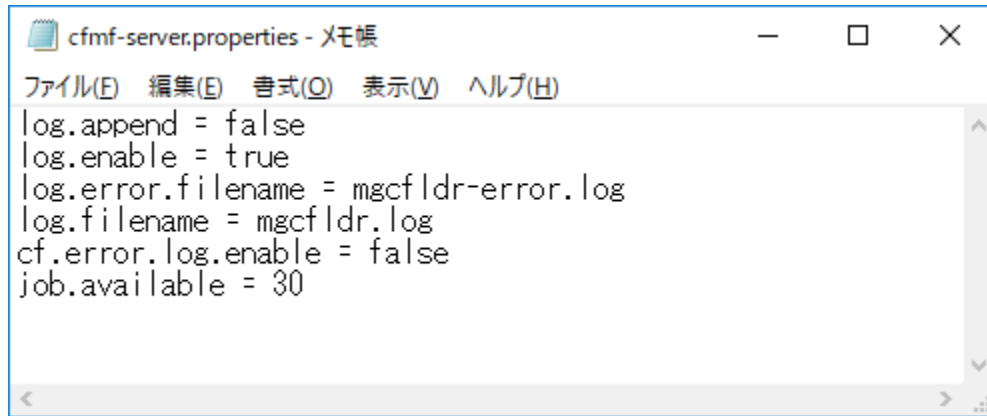 cfmf-server.properties - メモ帳
ファイル(F) 編集(E) 書式(O) 表示(V) ヘルプ(H)
log.append = false
log.enable = true
log.error.filename = mgcfldr-error.log
log.filename = mgcfldr.log
cf.error.log.enable = false
job.available = 30